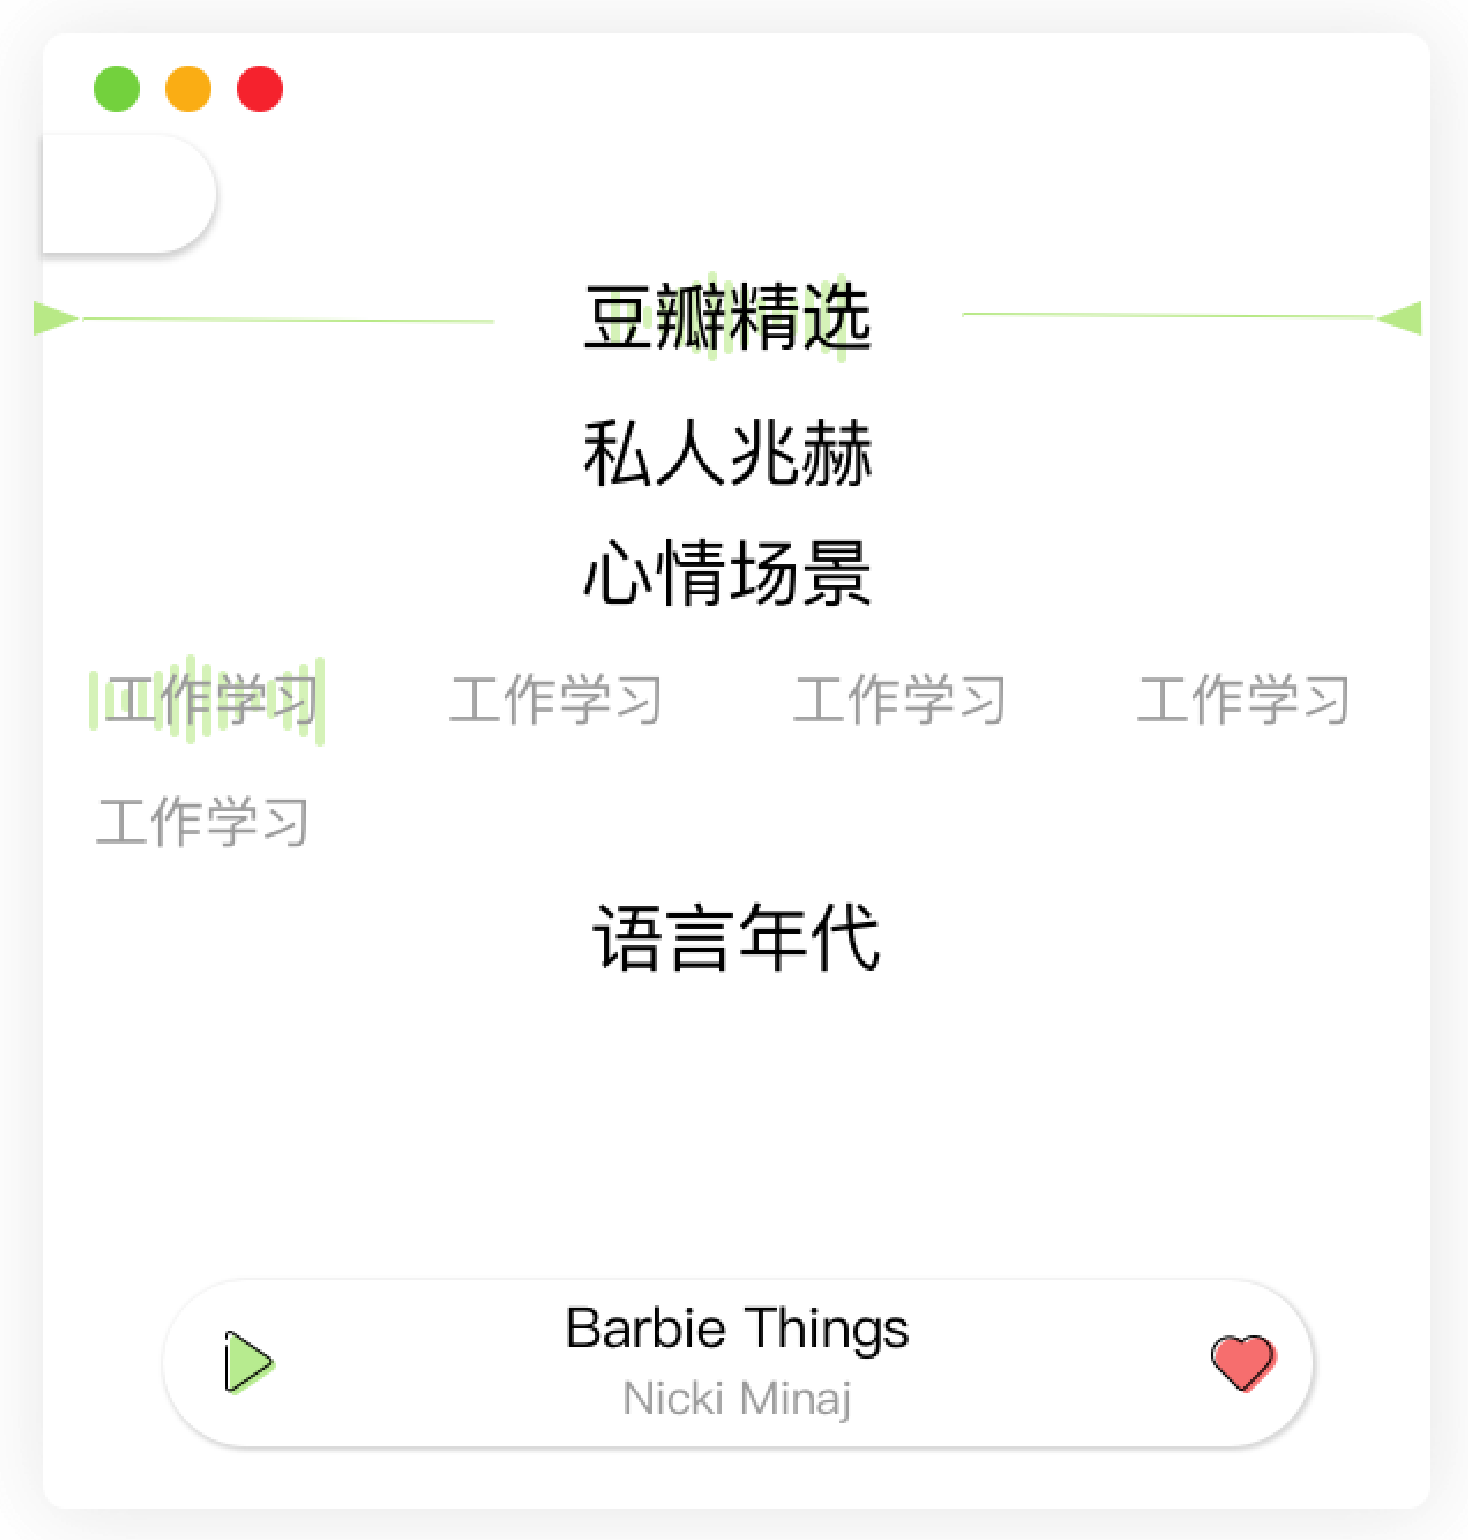 豆瓣精选
私人兆赫
心情场景
工作学习 工作学习 工作学习 工作学习
工作学习
语言年代
Barbie Things
Nicki Minaj